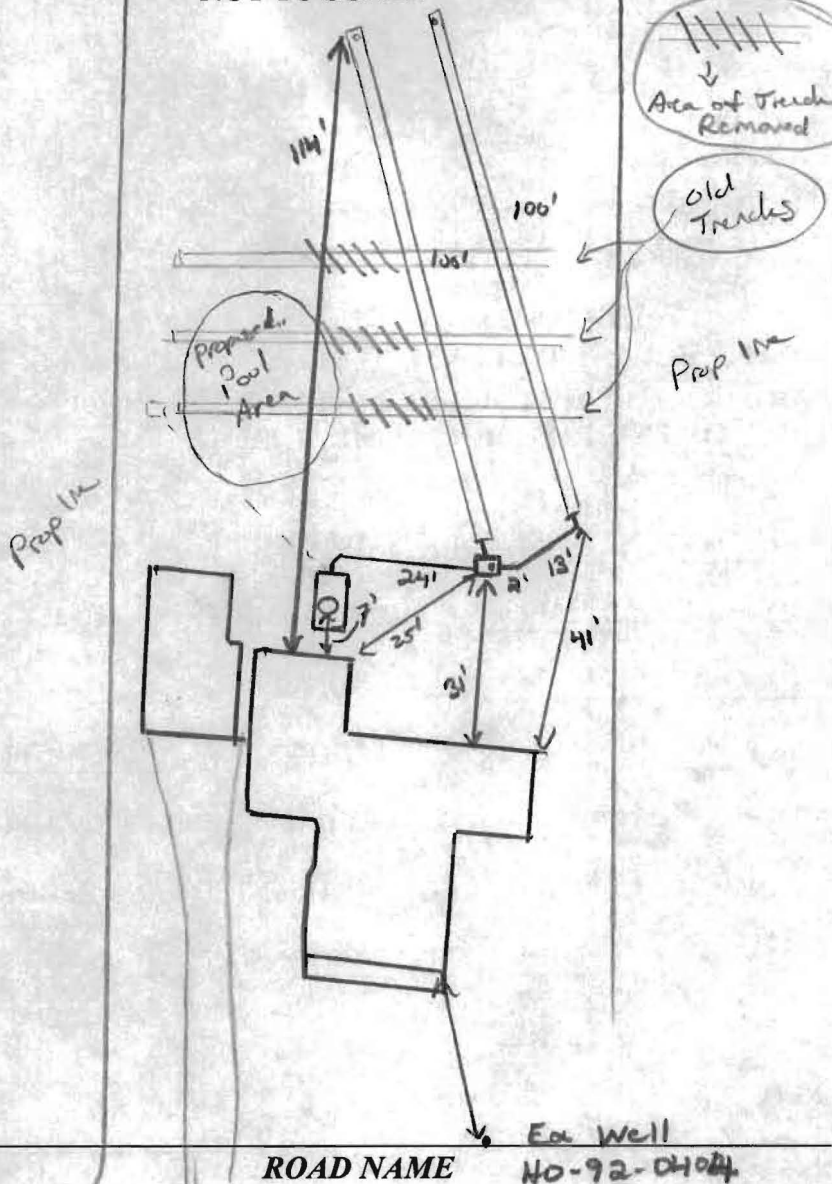 Area of Trench
Removed
114'
100'
Old
Trenches
100'
Proposed
Pool
Area
Prop line
Prop line
24'
2'
13'
7'
25'
31'
41'
Ex Well
ROAD NAME
HO-92-0404